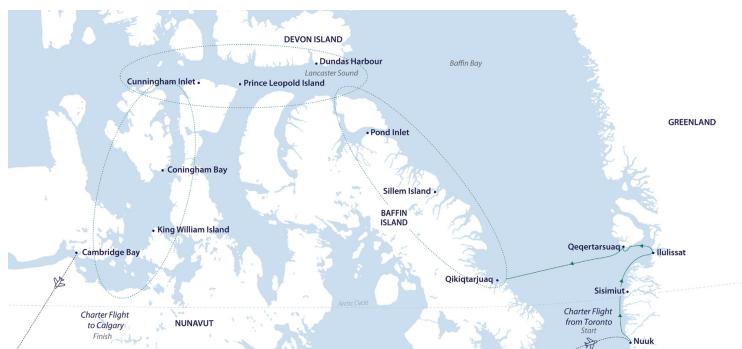 DEVON ISLAND
Dundas Harbour
Lancaster Sound
Baffin Bay
Cunningham Inlet
Prince Leopold Island
GREENLAND
Pond Inlet
Coningham Bay
Sillem Island
BAFFIN
ISLAND
King William Island
Cambridge Bay
Qeqertarsuaq
Ilulissat
Qikiqtarjuaq
Sisimiut
Arctic Circle
Charter Flight
to Calgary
Finish
NUNAVUT
Charter Flight
from Toronto
Start
Nuuk